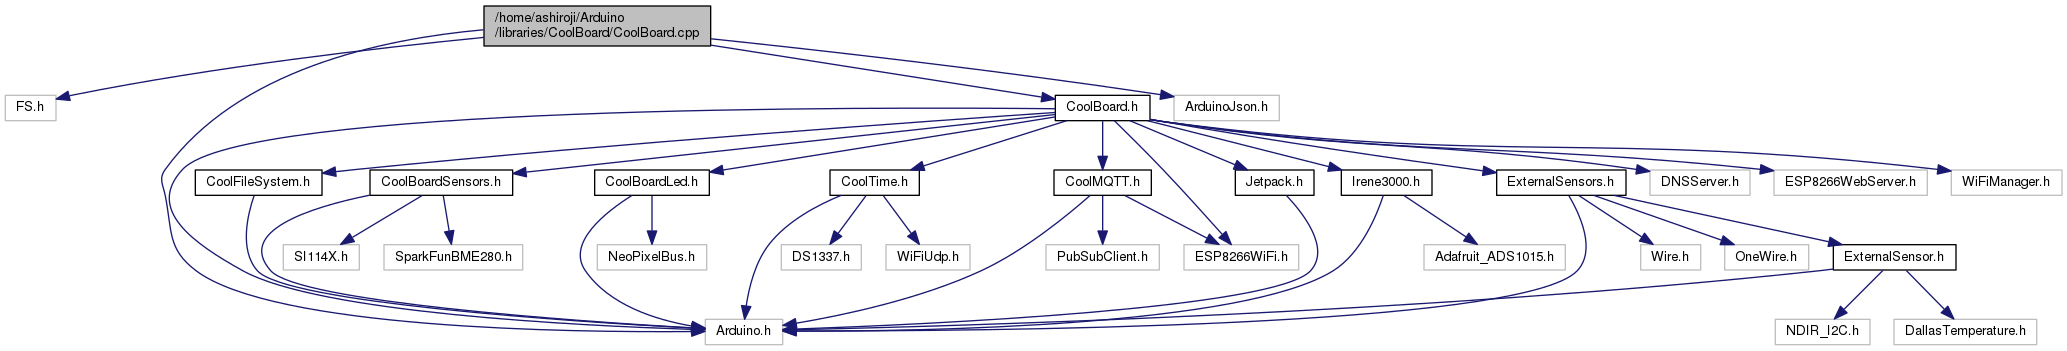 /home/ashiroji/Arduino
/libraries/CoolBoard/CoolBoard.cpp
FS.h
CoolBoard.h
ArduinoJson.h
CoolFileSystem.h
CoolBoardSensors.h
CoolBoardLed.h
CoolTime.h
CoolMQTT.h
Jetpack.h
Irene3000.h
ExternalSensors.h
DNSServer.h
ESP8266WebServer.h
WiFiManager.h
SI114X.h
SparkFunBME280.h
NeoPixelBus.h
DS1337.h
WiFiUdp.h
PubSubClient.h
ESP8266WiFi.h
Adafruit_ADS1015.h
Wire.h
OneWire.h
ExternalSensor.h
Arduino.h
NDIR_I2C.h
DallasTemperature.h